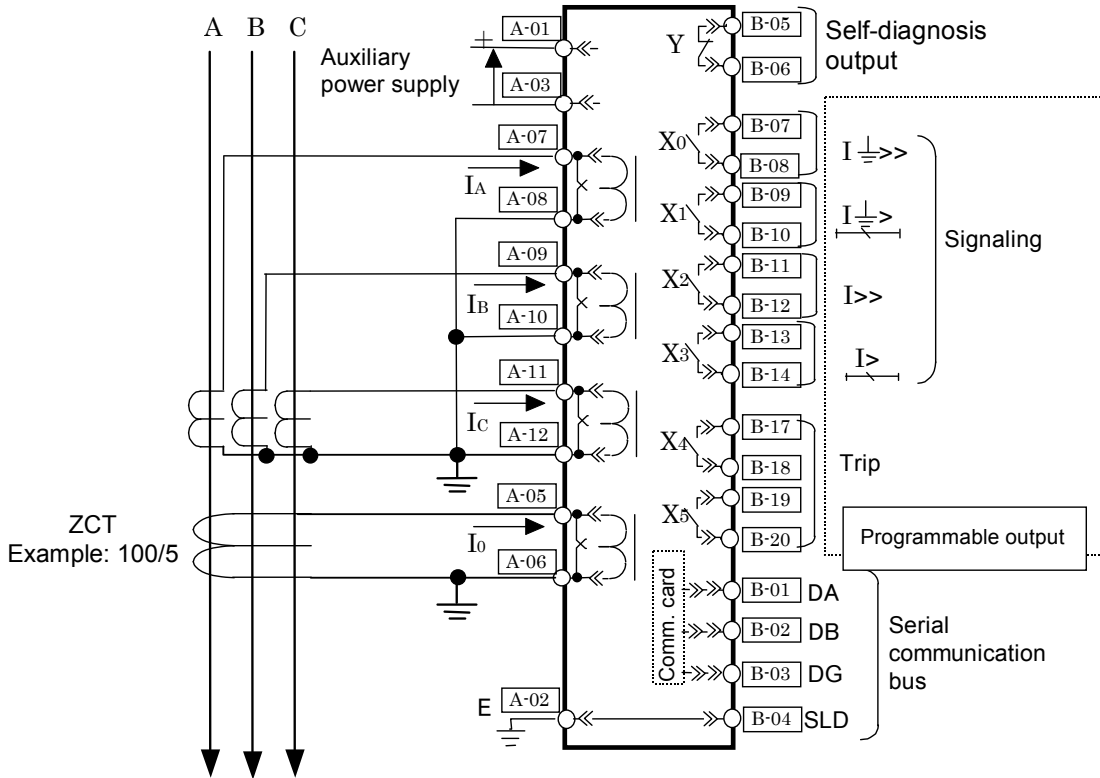 A B C
Auxiliary
power supply
+
A-01
A-03
A-07
IA
A-08
A-09
IB
A-10
A-11
IC
A-12
ZCT
Example: 100/5
A-05
I0
A-06
E
A-02
Y
B-05
B-06
Self-diagnosis
output
X0
B-07
B-08
I >>
X1
B-09
B-10
I >
X2
B-11
B-12
I>>
X3
B-13
B-14
I>
Signaling
X4
B-17
B-18
X5
B-19
B-20
Trip
Programmable output
Comm. card
B-01 DA
B-02 DB
B-03 DG
B-04 SLD
Serial
communication
bus